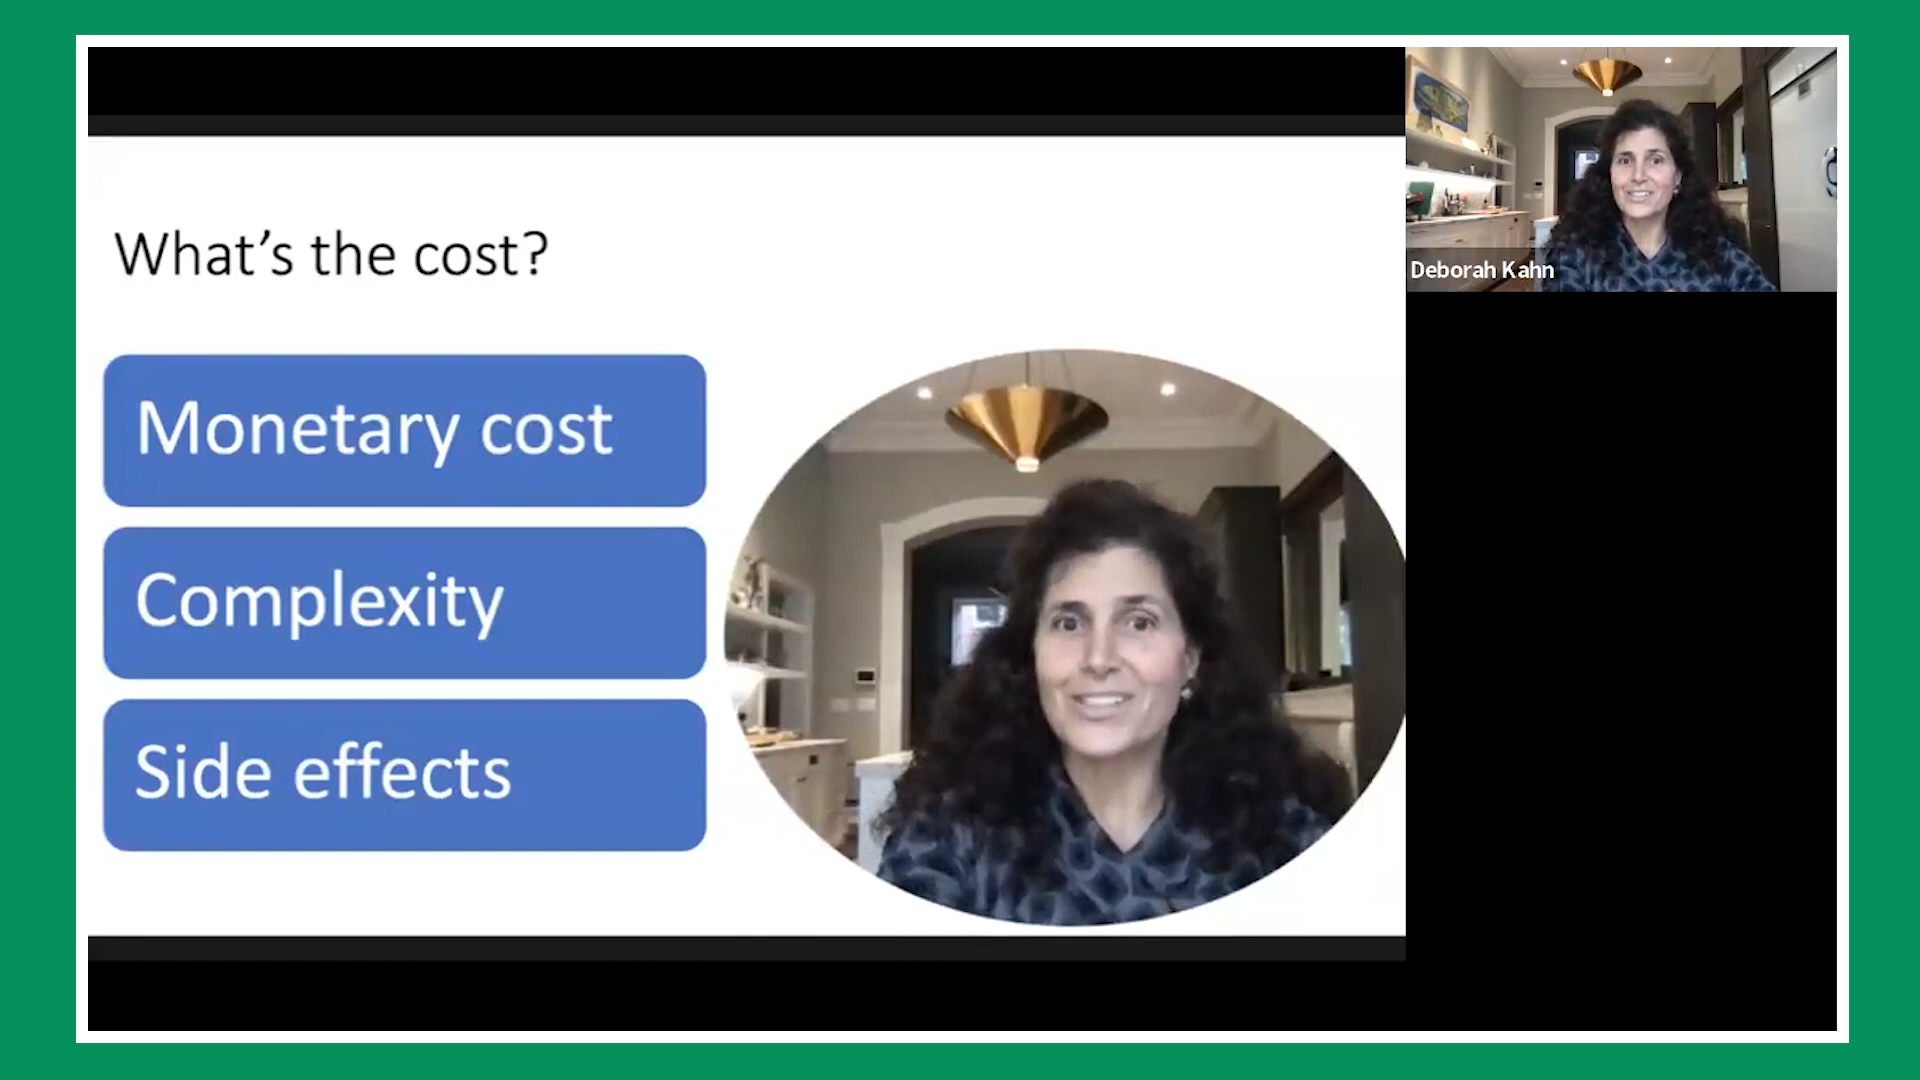 What's the cost?
Monetary cost
Complexity
Side effects
Deborah Kahn